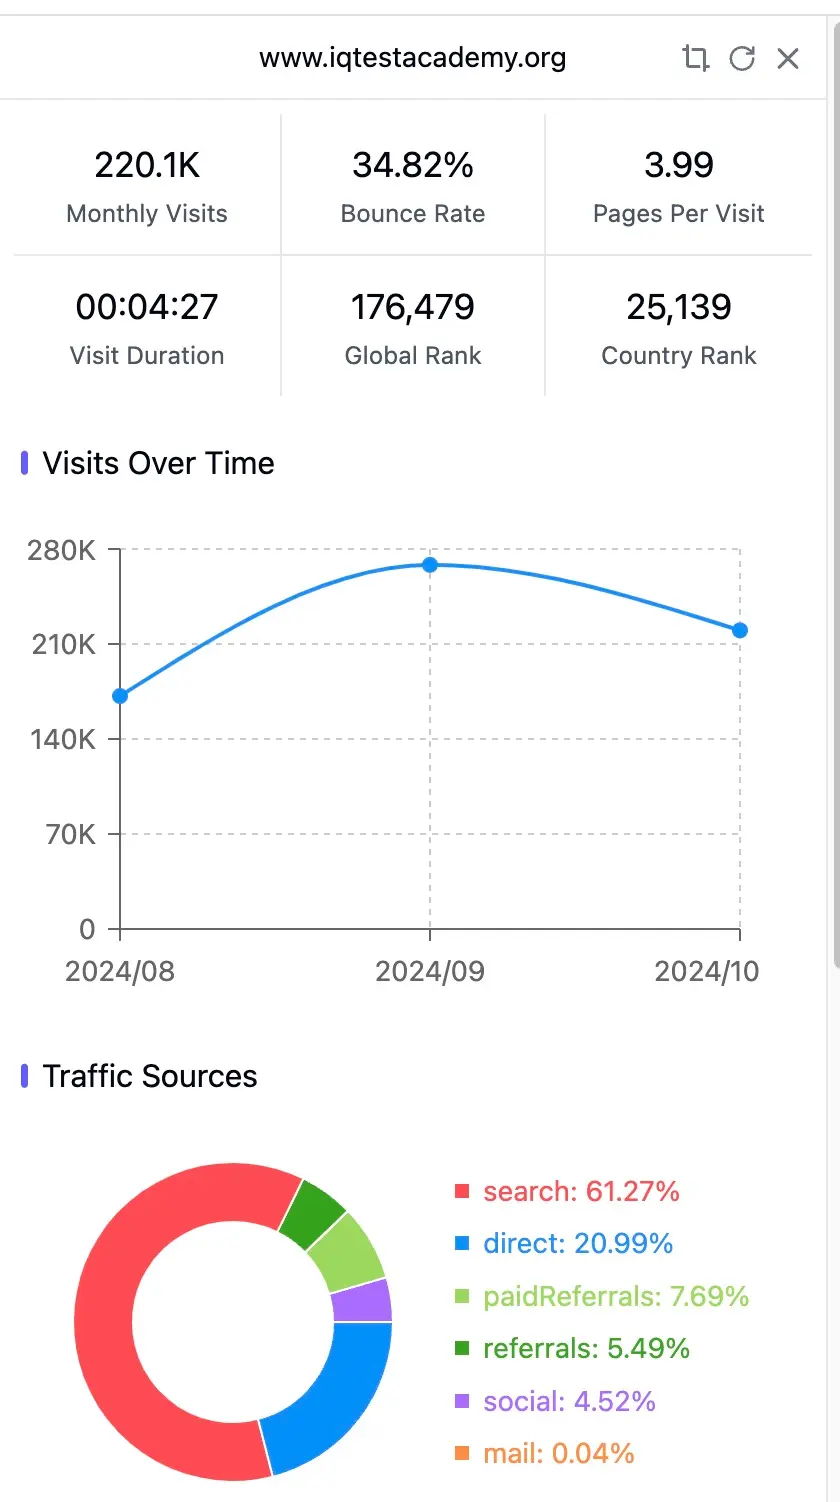 www.iqtestacademy.org
220.1K 34.82% 3.99
Monthly Visits Bounce Rate Pages Per Visit
00:04:27 176,479 25,139
Visit Duration Global Rank Country Rank
Visits Over Time
280K
210K
140K
70K
0
2024/08 2024/09 2024/10
Traffic Sources
search: 61.27%
direct: 20.99%
paidReferrals: 7.69%
referrals: 5.49%
social: 4.52%
mail: 0.04%